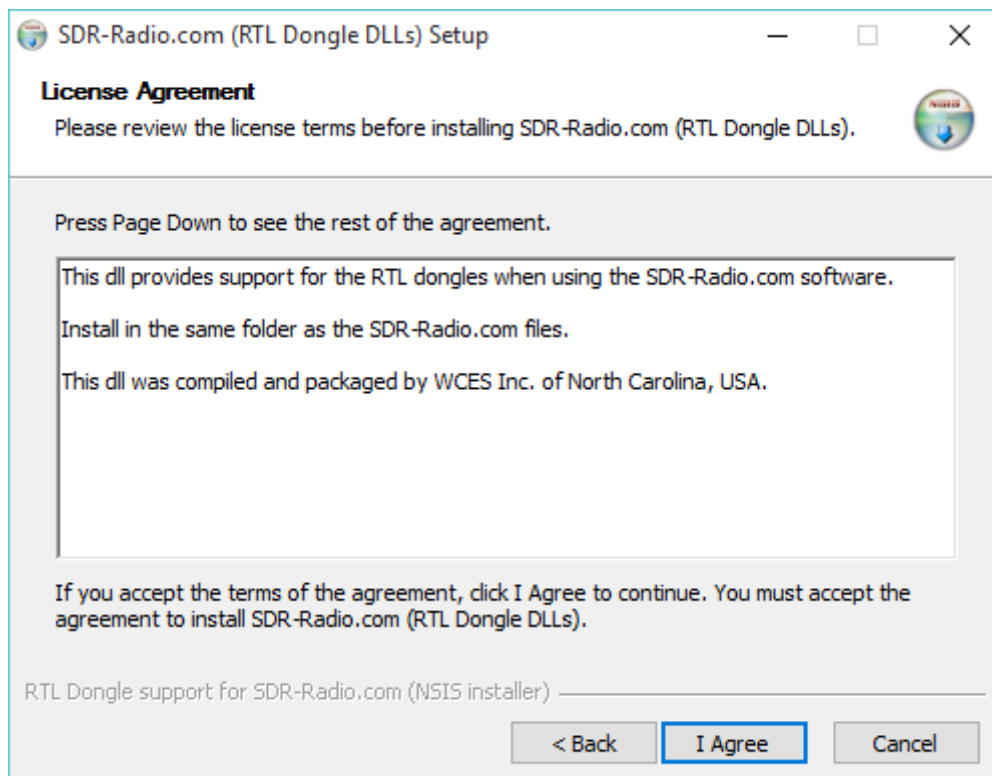 SDR-Radio.com (RTL Dongle DLLs) Setup
License Agreement
Please review the license terms before installing SDR-Radio.com (RTL Dongle DLLs).
NSIS
Press Page Down to see the rest of the agreement.
This dll provides support for the RTL dongles when using the SDR-Radio.com software.
Install in the same folder as the SDR-Radio.com files.
This dll was compiled and packaged by WCES Inc. of North Carolina, USA.
If you accept the terms of the agreement, click I Agree to continue. You must accept the
agreement to install SDR-Radio.com (RTL Dongle DLLs).
RTL Dongle support for SDR-Radio.com (NSIS installer)
< Back I Agree Cancel